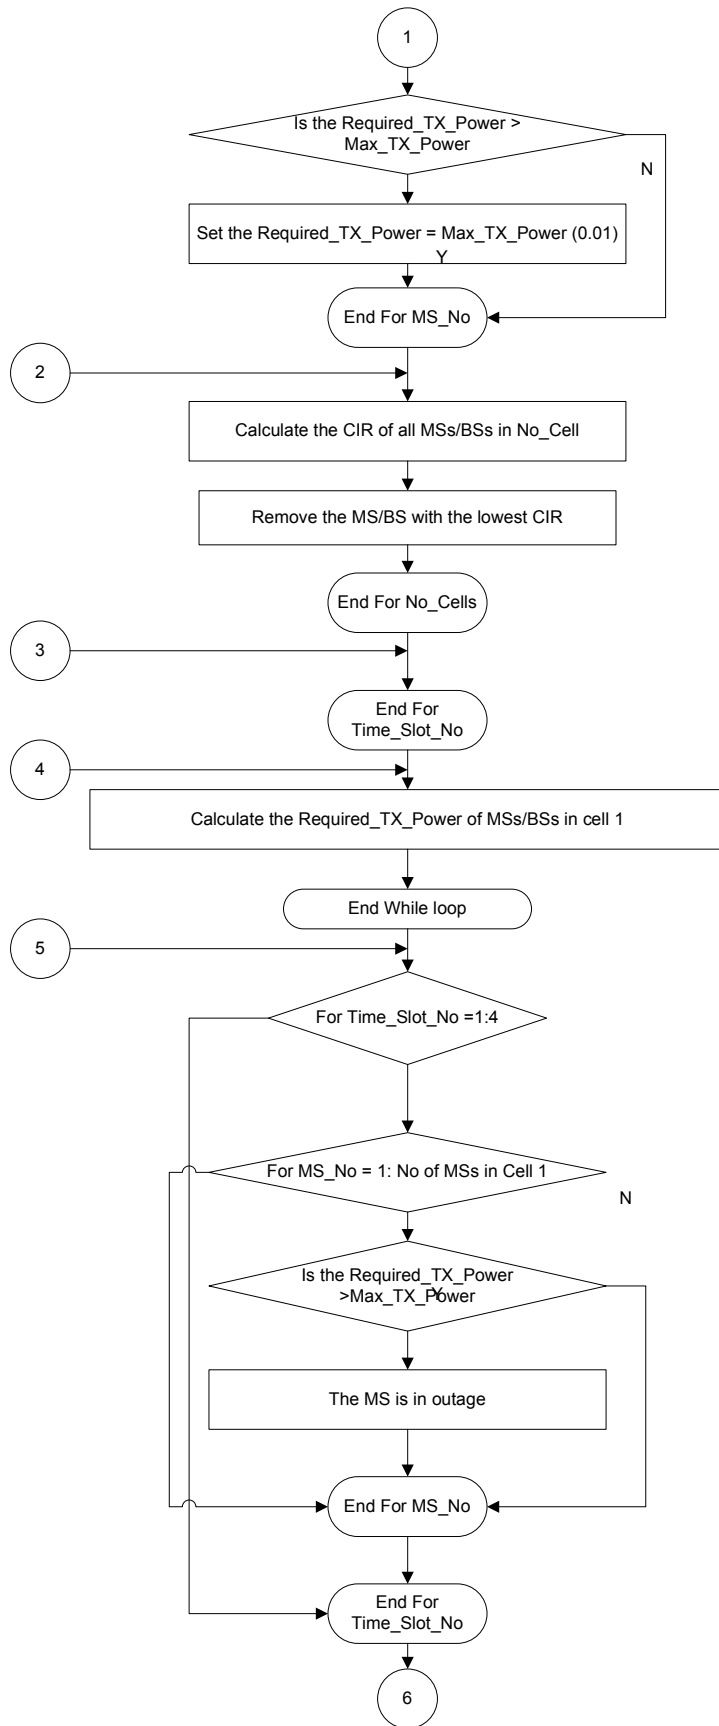 1
Is the Required_TX_Power >
Max_TX_Power
N
Set the Required_TX_Power = Max_TX_Power (0.01)
Y
End For MS_No
2
Calculate the CIR of all MSs/BSs in No_Cell
Remove the MS/BS with the lowest CIR
End For No_Cells
3
End For
Time_Slot_No
4
Calculate the Required_TX_Power of MSs/BSs in cell 1
End While loop
5
For Time_Slot_No =1:4
For MS_No = 1: No of MSs in Cell 1
N
Is the Required_TX_Power
>Max_TX_Power
Y
The MS is in outage
End For MS_No
End For
Time_Slot_No
6